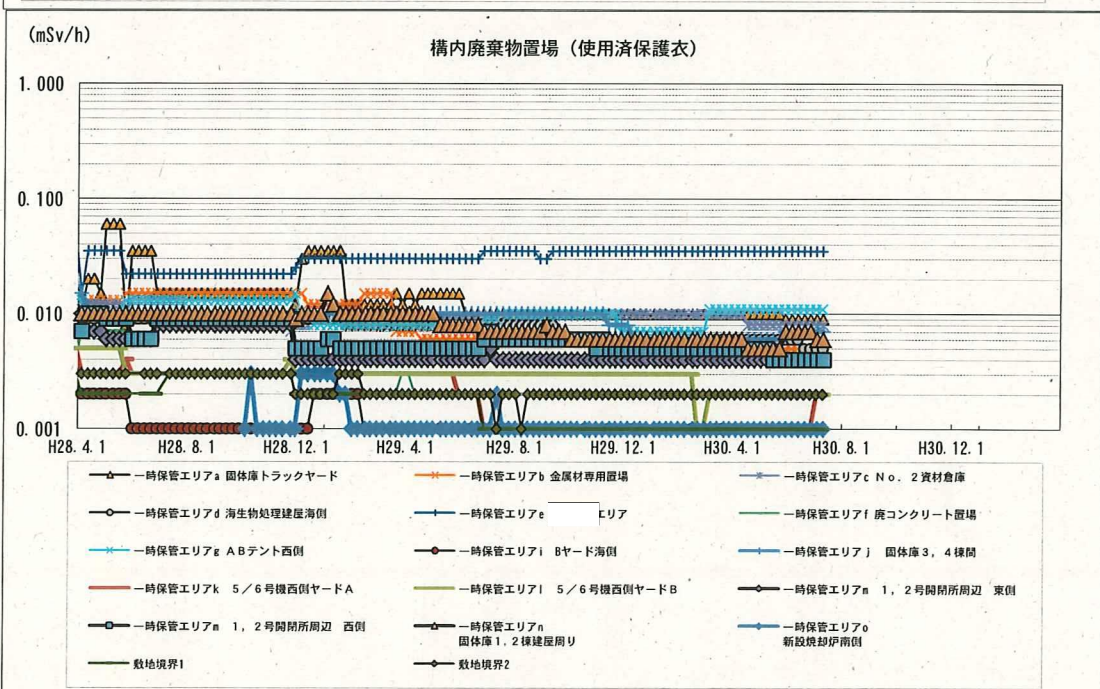 (mSv/h)
構内廃棄物置場（使用済保護衣）
1.000
0.100
0.010
0.001
H28.4.1 H28.8.1 H28.12.1 H29.4.1 H29.8.1 H29.12.1 H30.4.1 H30.8.1 H30.12.1
一時保管エリアa 固体庫トラックヤード 一時保管エリアb 金属材専用置場 一時保管エリアc No．2資材倉庫
一時保管エリアd 海生物処理建屋海側 一時保管エリアe エリア 一時保管エリアf 廃コンクリート置場
一時保管エリアg ABテント西側 一時保管エリアi Bヤード海側 一時保管エリアj 固体庫3，4棟間
一時保管エリアk 5／6号機西側ヤードA 一時保管エリアl 5／6号機西側ヤードB 一時保管エリアm 1，2号開閉所周辺 東側
一時保管エリアm 1，2号開閉所周辺 西側 一時保管エリアn 一時保管エリアo
固体庫1，2棟建屋周り 新設焼却炉南側
敷地境界1 敷地境界2